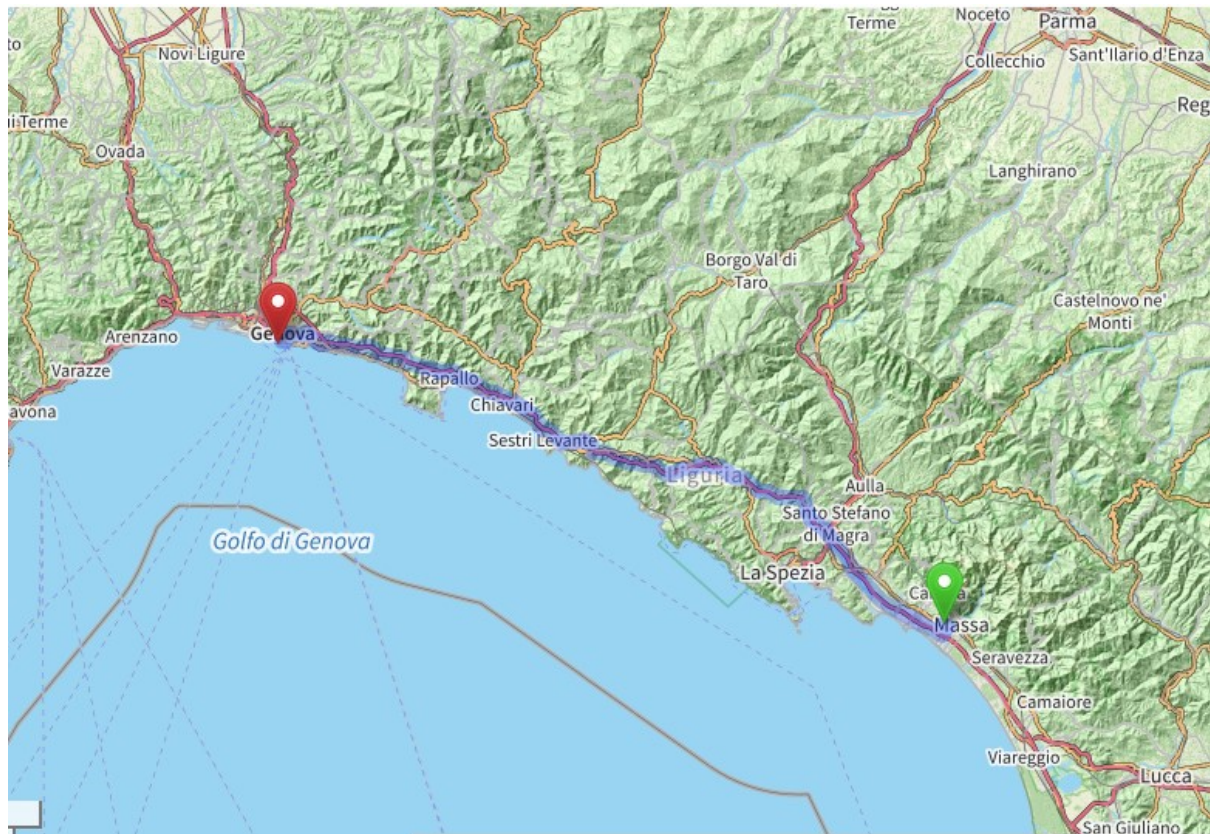 Terme
Noceto
Parma
Novi Ligure
Collecchio
Sant'Ilario d'Enza
Reg
ui Terme
Ovada
Langhirano
Borgo Val di
Taro
Castelnovo ne'
Monti
Arenzano
Genova
Varazze
Rapallo
avona
Chiavari
Sestri Levante
Liguria
Aulla
Santo Stefano
di Magra
Golfo di Genova
La Spezia
Massa
Seravezza
Camaiore
Viareggio
Lucca
San Giuliano